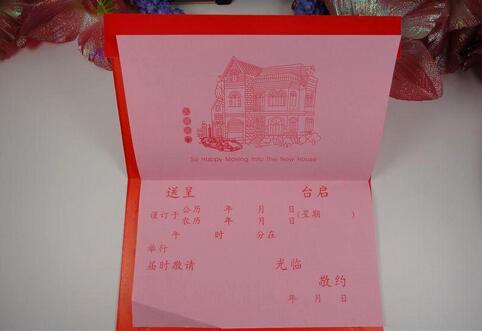 So Happy Moving Into The New House
送呈 台启
谨订于 公历 年 月 日 (星期 )
农历 年 月 日
午 时 分在
举行
届时敬请 光临
敬约
年 月 日